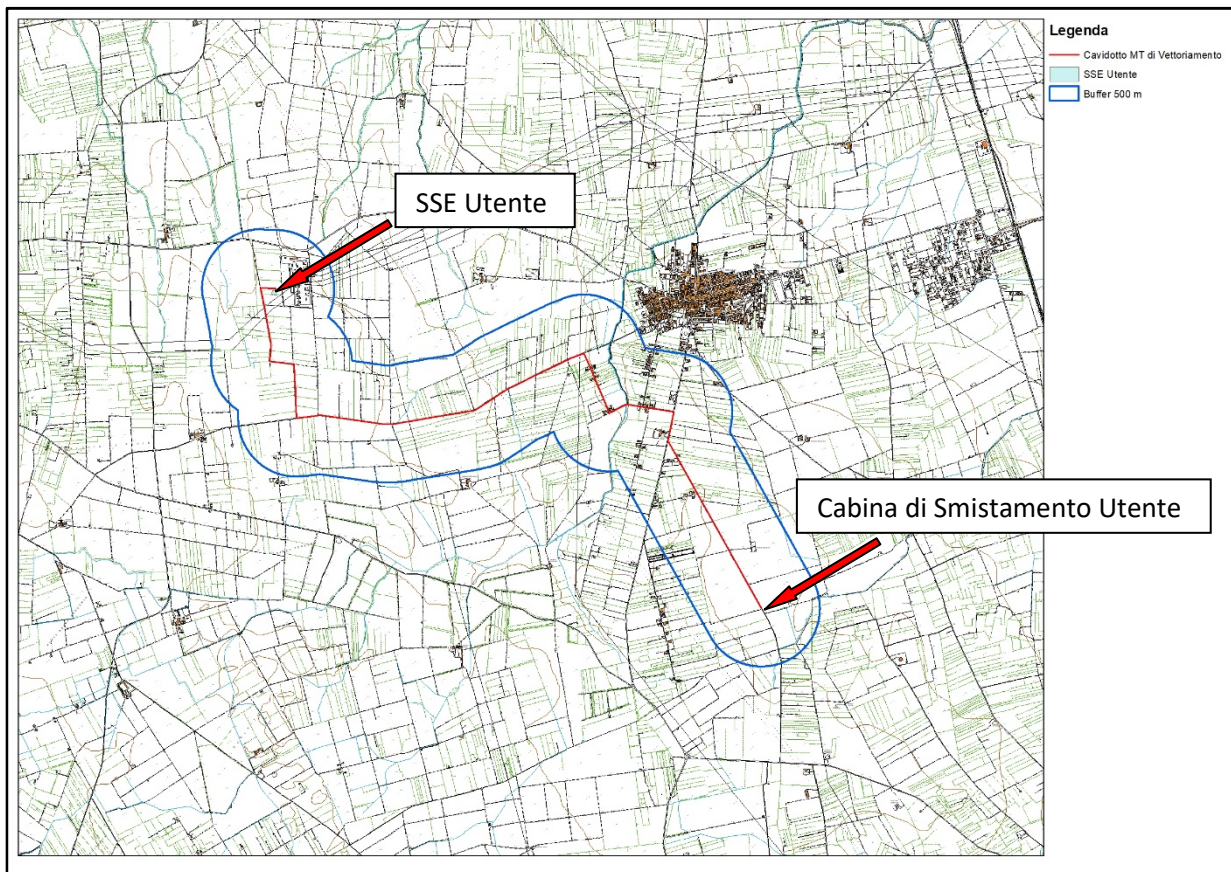 Legenda
Cavidotto MT di Vettoriamento
SSE Utente
Buffer 500 m
SSE Utente
Cabina di Smistamento Utente